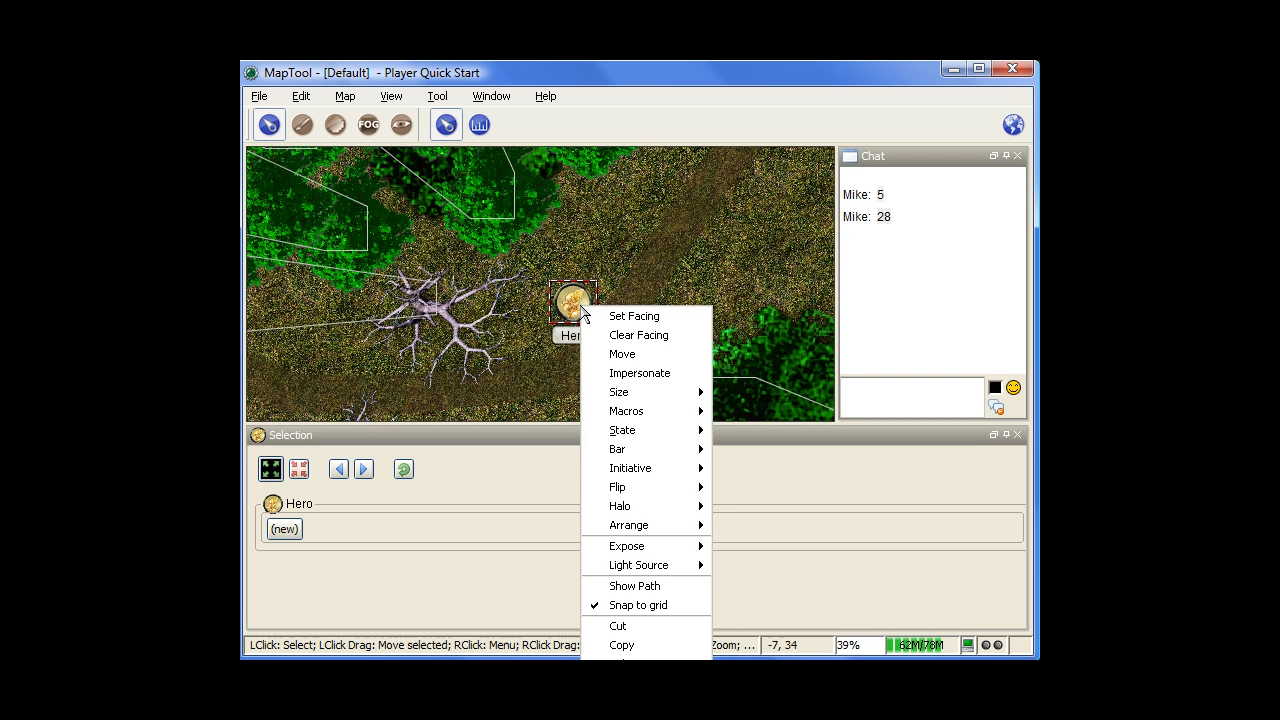 MapTool - [Default] - Player Quick Start
File Edit Map View Tool Window Help
FOG
Chat
Mike: 5
Mike: 28
Her
Set Facing
Clear Facing
Move
Impersonate
Size
Macros
State
Bar
Initiative
Flip
Halo
Arrange
Expose
Light Source
Show Path
Snap to grid
Cut
Copy
Selection
Hero
(new)
LClick: Select; LClick Drag: Move selected; RClick: Menu; RClick Drag: Zoom; ... -7, 34 39% 62M/78M